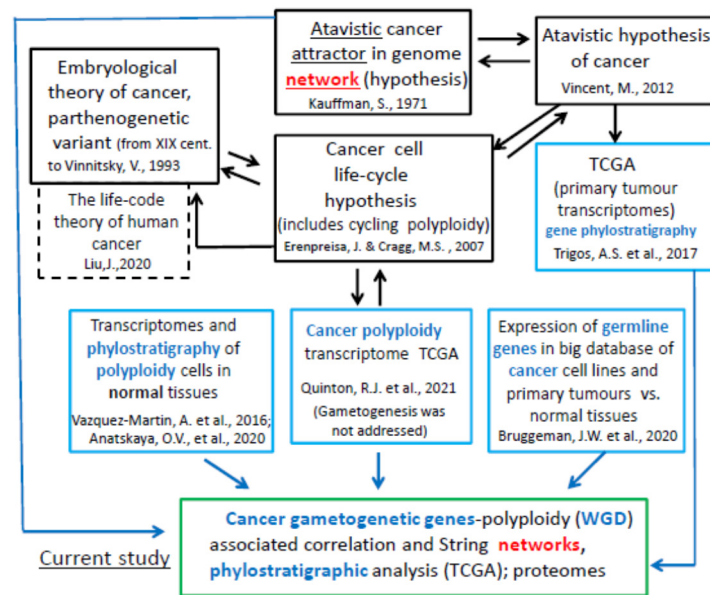 Atavistic cancer
attractor in genome
network (hypothesis)
Kauffman, S., 1971
Atavistic hypothesis
of cancer
Vincent, M., 2012
Embryological
theory of cancer,
parthenogenetic
variant (from XIX cent.
to Vinnitsky, V., 1993
The life-code
theory of human
cancer
Liu,J.,2020
Cancer cell
life-cycle
hypothesis
(includes cycling polyploidy)
Erenpreisa, J. & Cragg, M.S. , 2007
TCGA
(primary tumour
transcriptomes)
gene phylostratigraphy
Trigos, A.S. et al., 2017
Transcriptomes and
phylostratigraphy of
polyploidy cells in
normal tissues
Vazquez-Martin, A. et al., 2016;
Anatskaya, O.V., et al., 2020
Cancer polyploidy
transcriptome TCGA
Quinton, R.J. et al., 2021
(Gametogenesis was
not addressed)
Expression of germline
genes in big database of
cancer cell lines and
primary tumours vs.
normal tissues
Bruggeman, J.W. et al., 2020
Current study
Cancer gametogenetic genes-polyploidy (WGD)
associated correlation and String networks,
phylostratigraphic analysis (TCGA); proteomes